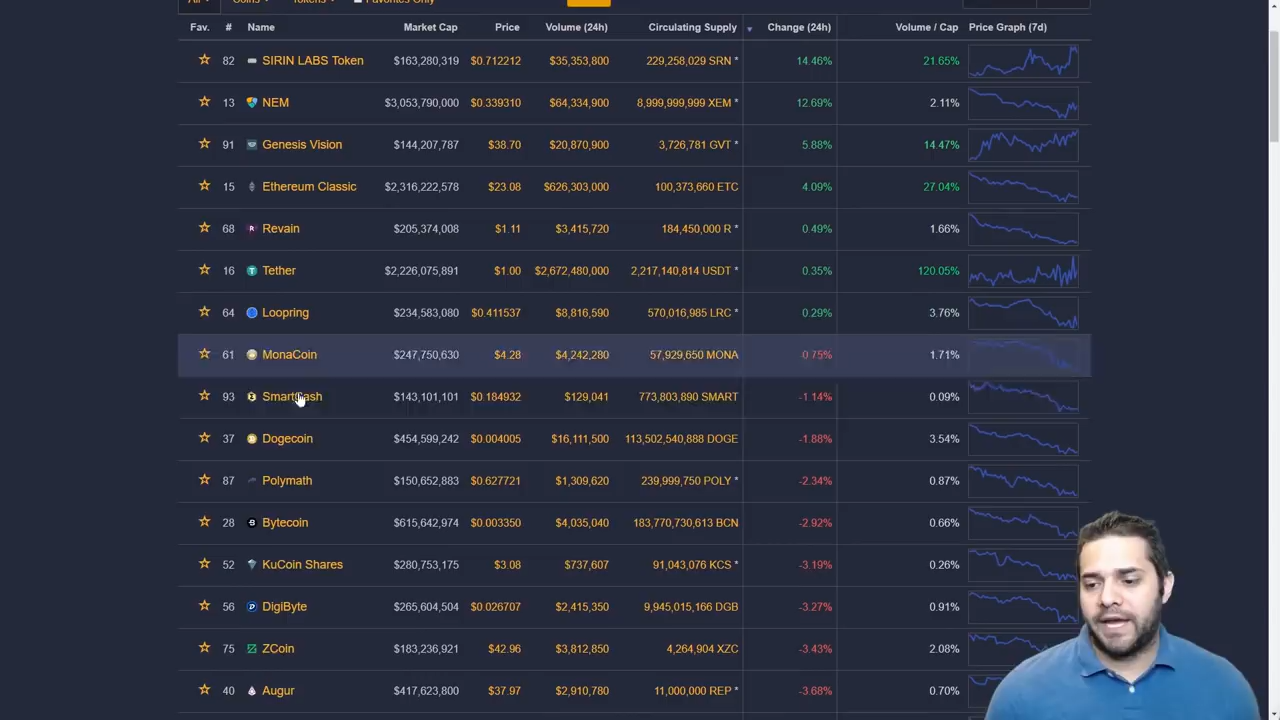 All Coins Tokens Favorites Only
Fav. # Name Market Cap Price Volume (24h) Circulating Supply Change (24h) Volume / Cap Price Graph (7d)
82 SIRIN LABS Token $163,280,319 $0.712212 $35,353,800 229,258,029 SRN * 14.46% 21.65%
13 NEM $3,053,790,000 $0.339310 $64,334,900 8,999,999,999 XEM * 12.69% 2.11%
91 Genesis Vision $144,207,787 $38.70 $20,870,900 3,726,781 GVT * 5.88% 14.47%
15 Ethereum Classic $2,316,222,578 $23.08 $626,303,000 100,373,660 ETC 4.09% 27.04%
68 Revain $205,374,008 $1.11 $3,415,720 184,450,000 R * 0.49% 1.66%
16 Tether $2,226,075,891 $1.00 $2,672,480,000 2,217,140,814 USDT * 0.35% 120.05%
64 Loopring $234,583,080 $0.411537 $8,816,590 570,016,985 LRC * 0.29% 3.76%
61 MonaCoin $247,750,630 $4.28 $4,242,280 57,929,650 MONA 0.75% 1.71%
93 SmartCash $143,101,101 $0.184932 $129,041 773,803,890 SMART -1.14% 0.09%
37 Dogecoin $454,599,242 $0.004005 $16,111,500 113,502,540,888 DOGE -1.88% 3.54%
87 Polymath $150,652,883 $0.627721 $1,309,620 239,999,750 POLY * -2.34% 0.87%
28 Bytecoin $615,652,974 $0.003350 $4,035,040 183,770,730,613 BCN -2.92% 0.66%
52 KuCoin Shares $280,753,175 $3.08 $737,607 91,043,076 KCS * -3.19% 0.26%
56 DigiByte $265,604,504 $0.026707 $2,415,350 9,945,015,166 DGB -3.27% 0.91%
75 ZCoin $183,236,921 $42.96 $3,812,850 4,264,904 XZC -3.43% 2.08%
40 Augur $417,623,800 $37.97 $2,910,780 11,000,000 REP * -3.68% 0.70%